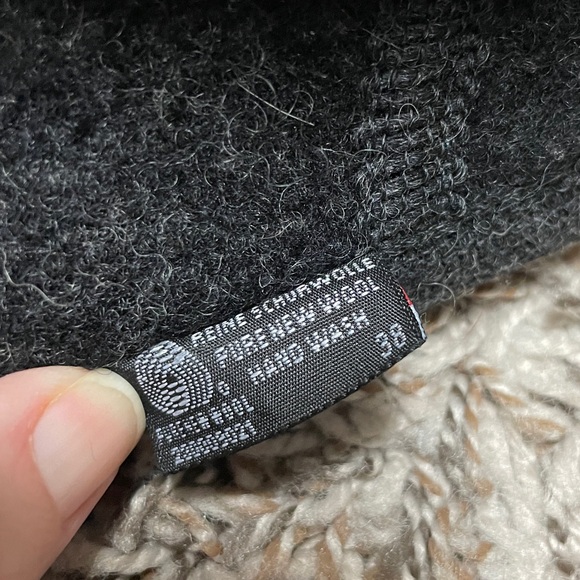 REINE SCHURWOLLE
PURE NEW WOOL
HAND WASH
38